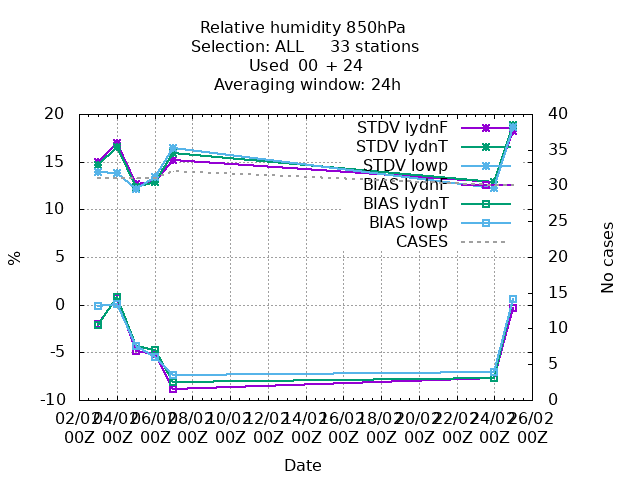 Relative humidity 850hPa
Selection: ALL 33 stations
Used 00 + 24
Averaging window: 24h
20
15
10
5
0
-5
-10
%
40
35
30
25
20
15
10
5
0
No cases
STDV lydnF
STDV lydnT
STDV lowp
BIAS lydnF
BIAS lydnT
BIAS lowp
CASES
02/02 04/02 06/02 08/02 10/02 12/02 14/02 16/02 18/02 20/02 22/02 24/02 26/02
00Z 00Z 00Z 00Z 00Z 00Z 00Z 00Z 00Z 00Z 00Z 00Z 00Z
Date